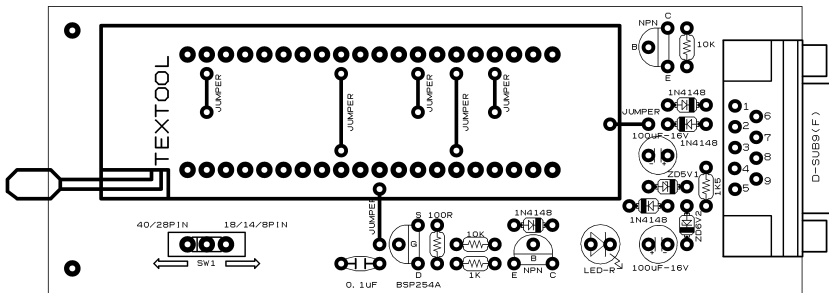 TEXTOOL
JUMPER
JUMPER
JUMPER
JUMPER
JUMPER
JUMPER
JUMPER
NPN
C
B
E
10K
1N4148
1N4148
100uF-16V
ZD5V1
1K5
1N4148
ZD8V2
100uF-16V
1
2
3
4
5
6
7
8
9
D-SUB9(F)
40/28PIN
18/14/8PIN
SW1
0.1uF
S
G
D
BSP254A
100R
10K
1K
1N4148
B
E
NPN
C
LED-R